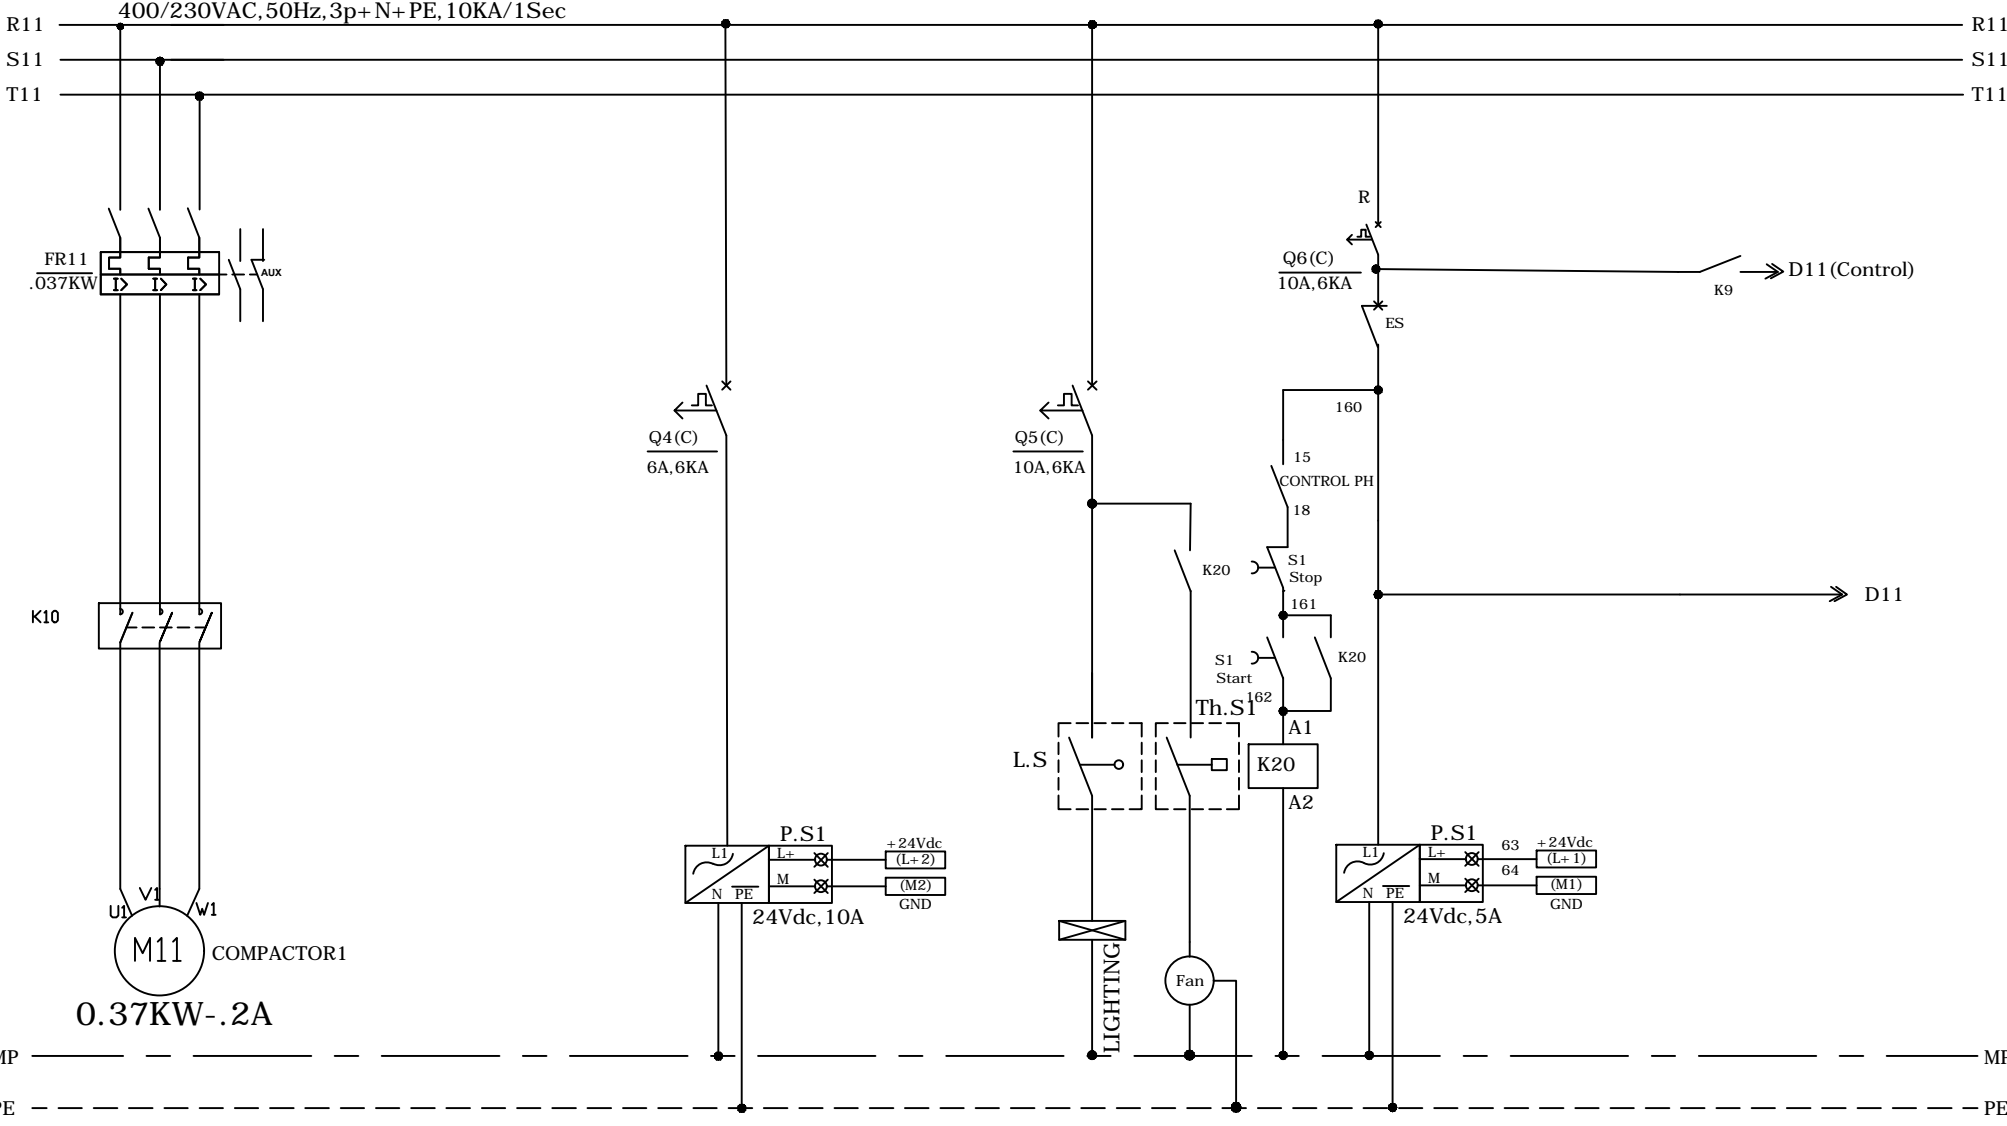 400/230VAC,50Hz,3p+N+PE,10KA/1Sec
R11 R11
S11 S11
T11 T11
R
FR11
.037KW
AUX
Q6(C)
10A,6KA
D11(Control)
K9
ES
160
Q4(C)
6A,6KA
Q5(C)
10A,6KA
15
CONTROL PH
18
K20
S1
Stop
161
D11
K10
S1
Start
K20
162
Th.S1
A1
L.S
K20
A2
P.S1
L1
L+
+24Vdc
(L+2)
M
(M2)
N PE
GND
24Vdc,10A
P.S1
L1
L+
63
+24Vdc
(L+1)
64
M
(M1)
N PE
GND
24Vdc,5A
V1
U1
W1
M11
COMPACTOR1
0.37KW-.2A
LIGHTING
Fan
MP
PE PE